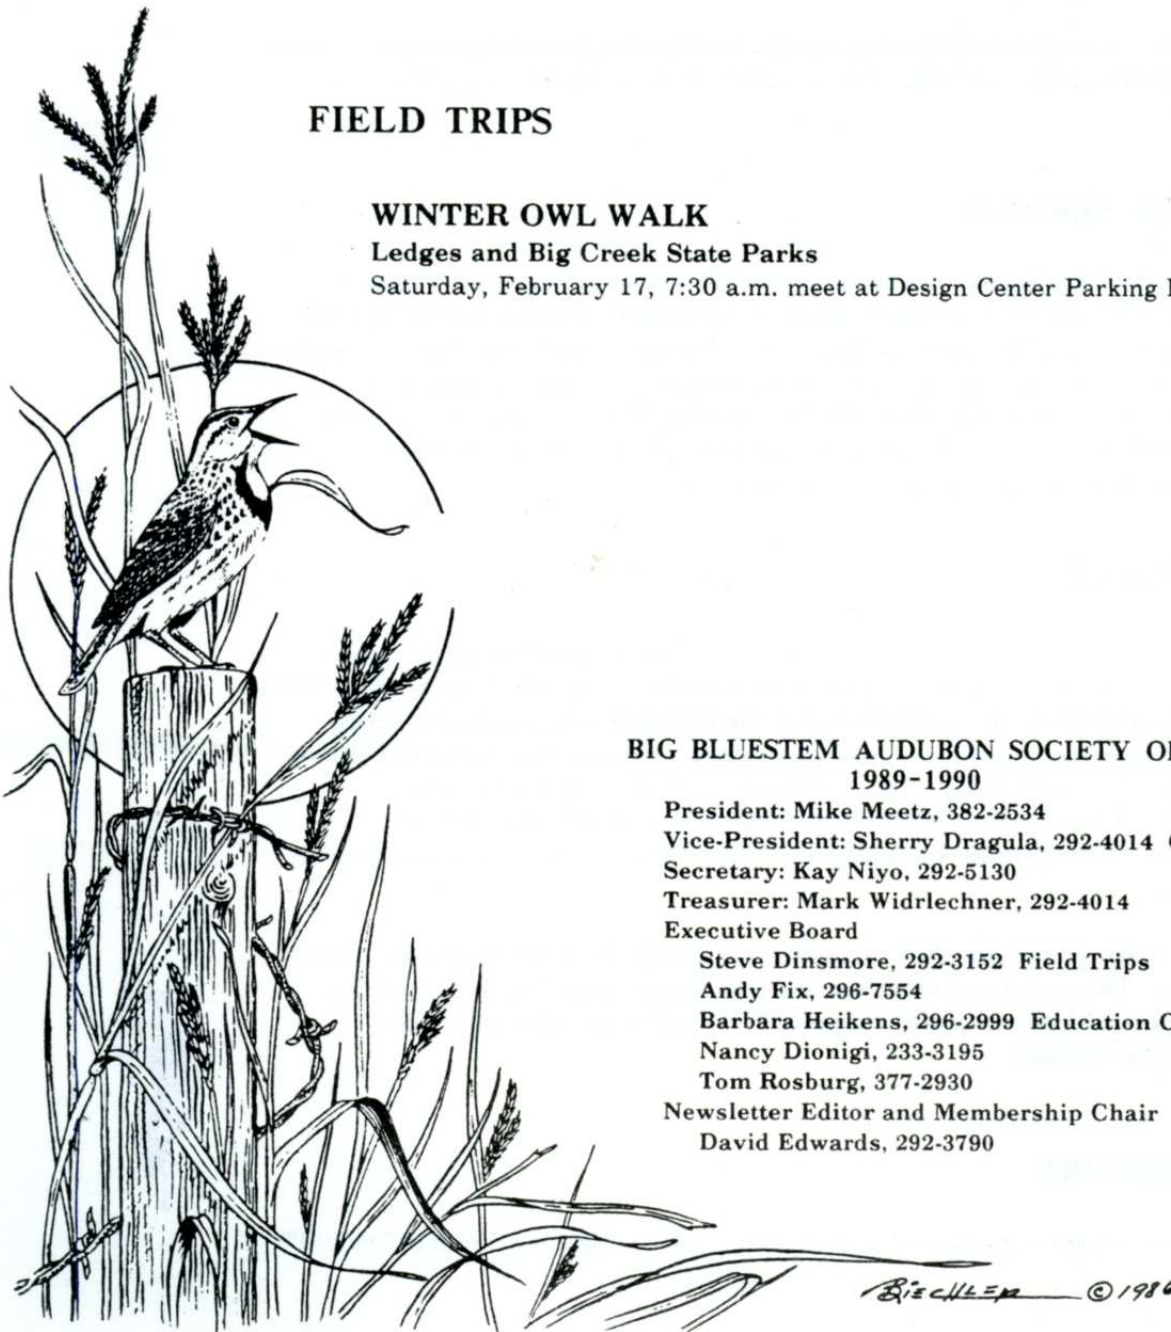 FIELD TRIPS
WINTER OWL WALK
Ledges and Big Creek State Parks
Saturday, February 17, 7:30 a.m. meet at Design Center Parking
BIG BLUESTEM AUDUBON SOCIETY
1989-1990
President: Mike Meetz, 382-2534
Vice-President: Sherry Dragula, 292-4014
Secretary: Kay Niyo, 292-5130
Treasurer: Mark Widrlechner, 292-4014
Executive Board
Steve Dinsmore, 292-3152 Field Trips
Andy Fix, 296-7554
Barbara Heikens, 296-2999 Education
Nancy Dionigi, 233-3195
Tom Rosburg, 377-2930
Newsletter Editor and Membership Chair
David Edwards, 292-3790
BIECHLER © 1986